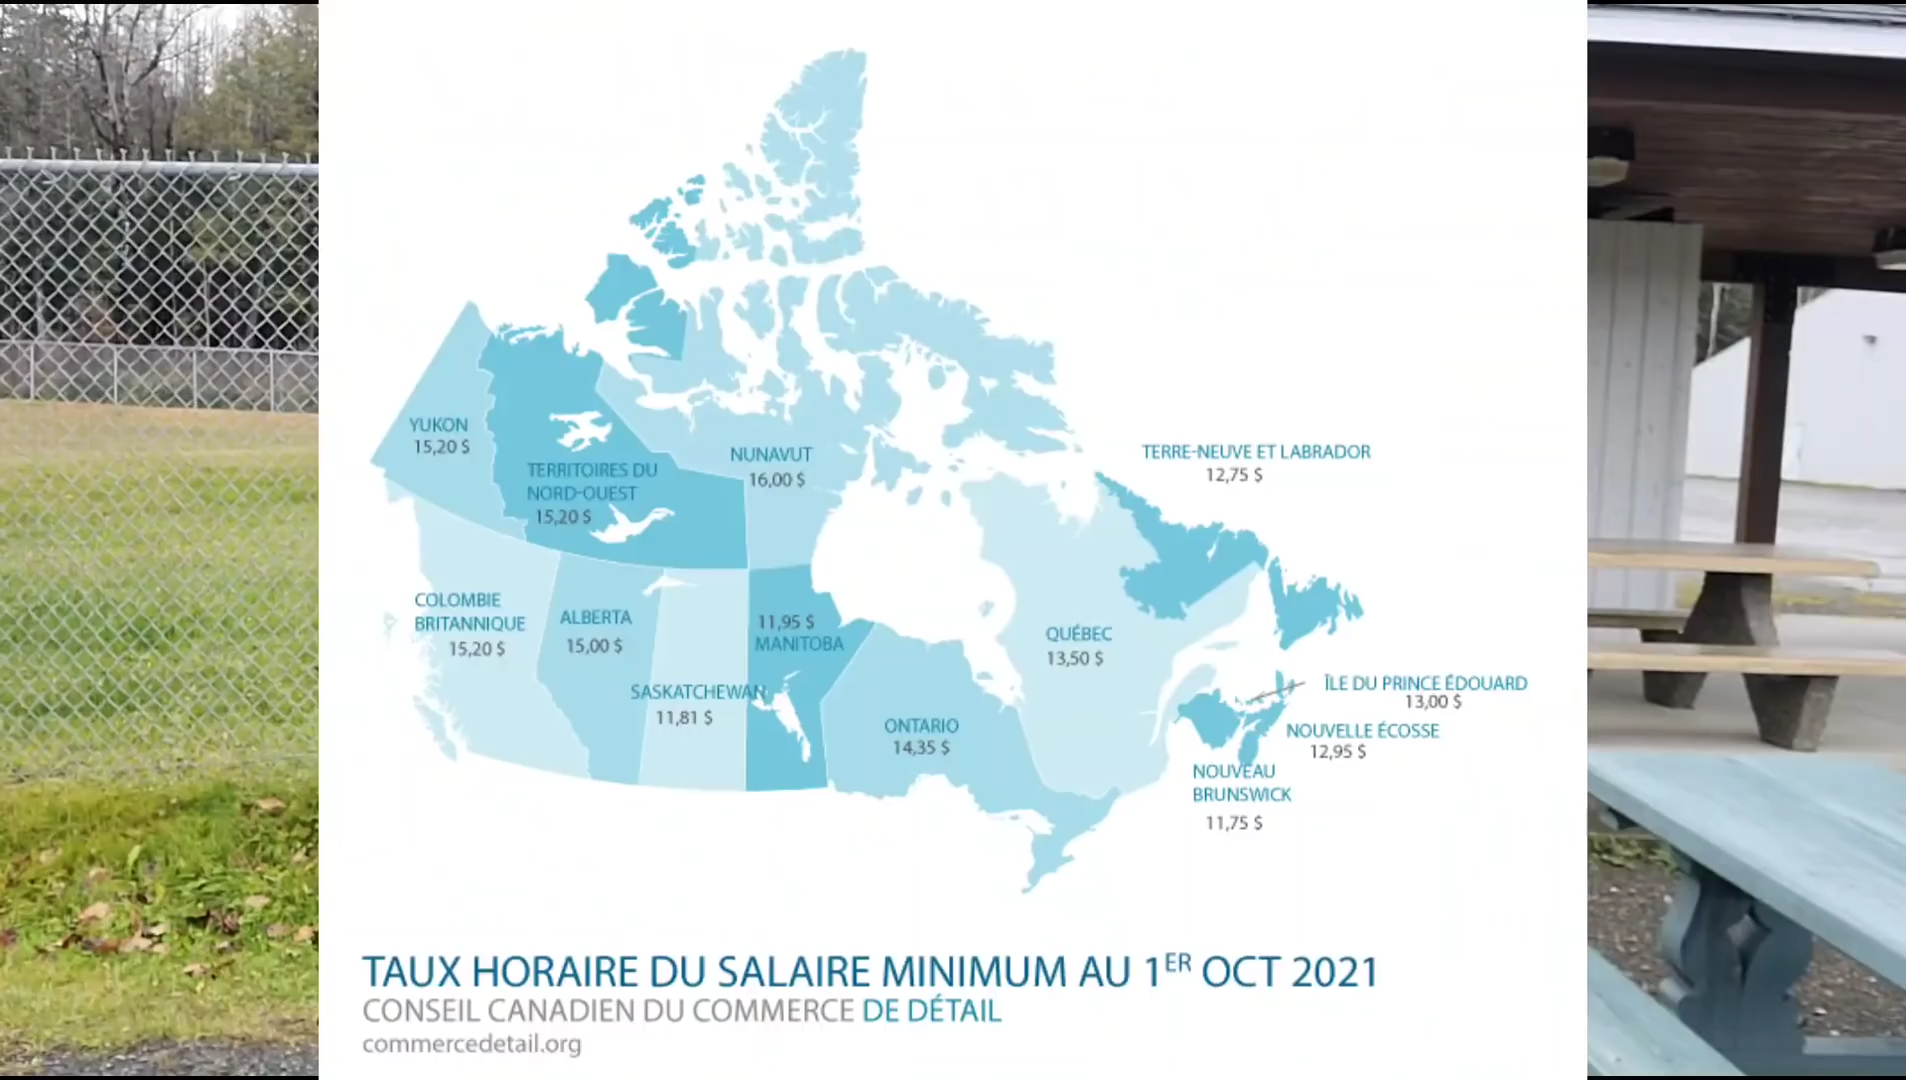 YUKON
15,20 $
TERRITOIRES DU
NORD-OUEST
15,20 $
NUNAVUT
16,00 $
TERRE-NEUVE ET LABRADOR
12,75 $
COLOMBIE
BRITANNIQUE
15,20 $
ALBERTA
15,00 $
SASKATCHEWAN
11,81 $
11,95 $
MANITOBA
ONTARIO
14,35 $
QUÉBEC
13,50 $
ÎLE DU PRINCE ÉDOUARD
13,00 $
NOUVELLE ÉCOSSE
12,95 $
NOUVEAU
BRUNSWICK
11,75 $
TAUX HORAIRE DU SALAIRE MINIMUM AU 1ER OCT 2021
CONSEIL CANADIEN DU COMMERCE DE DÉTAIL
commercedetail.org